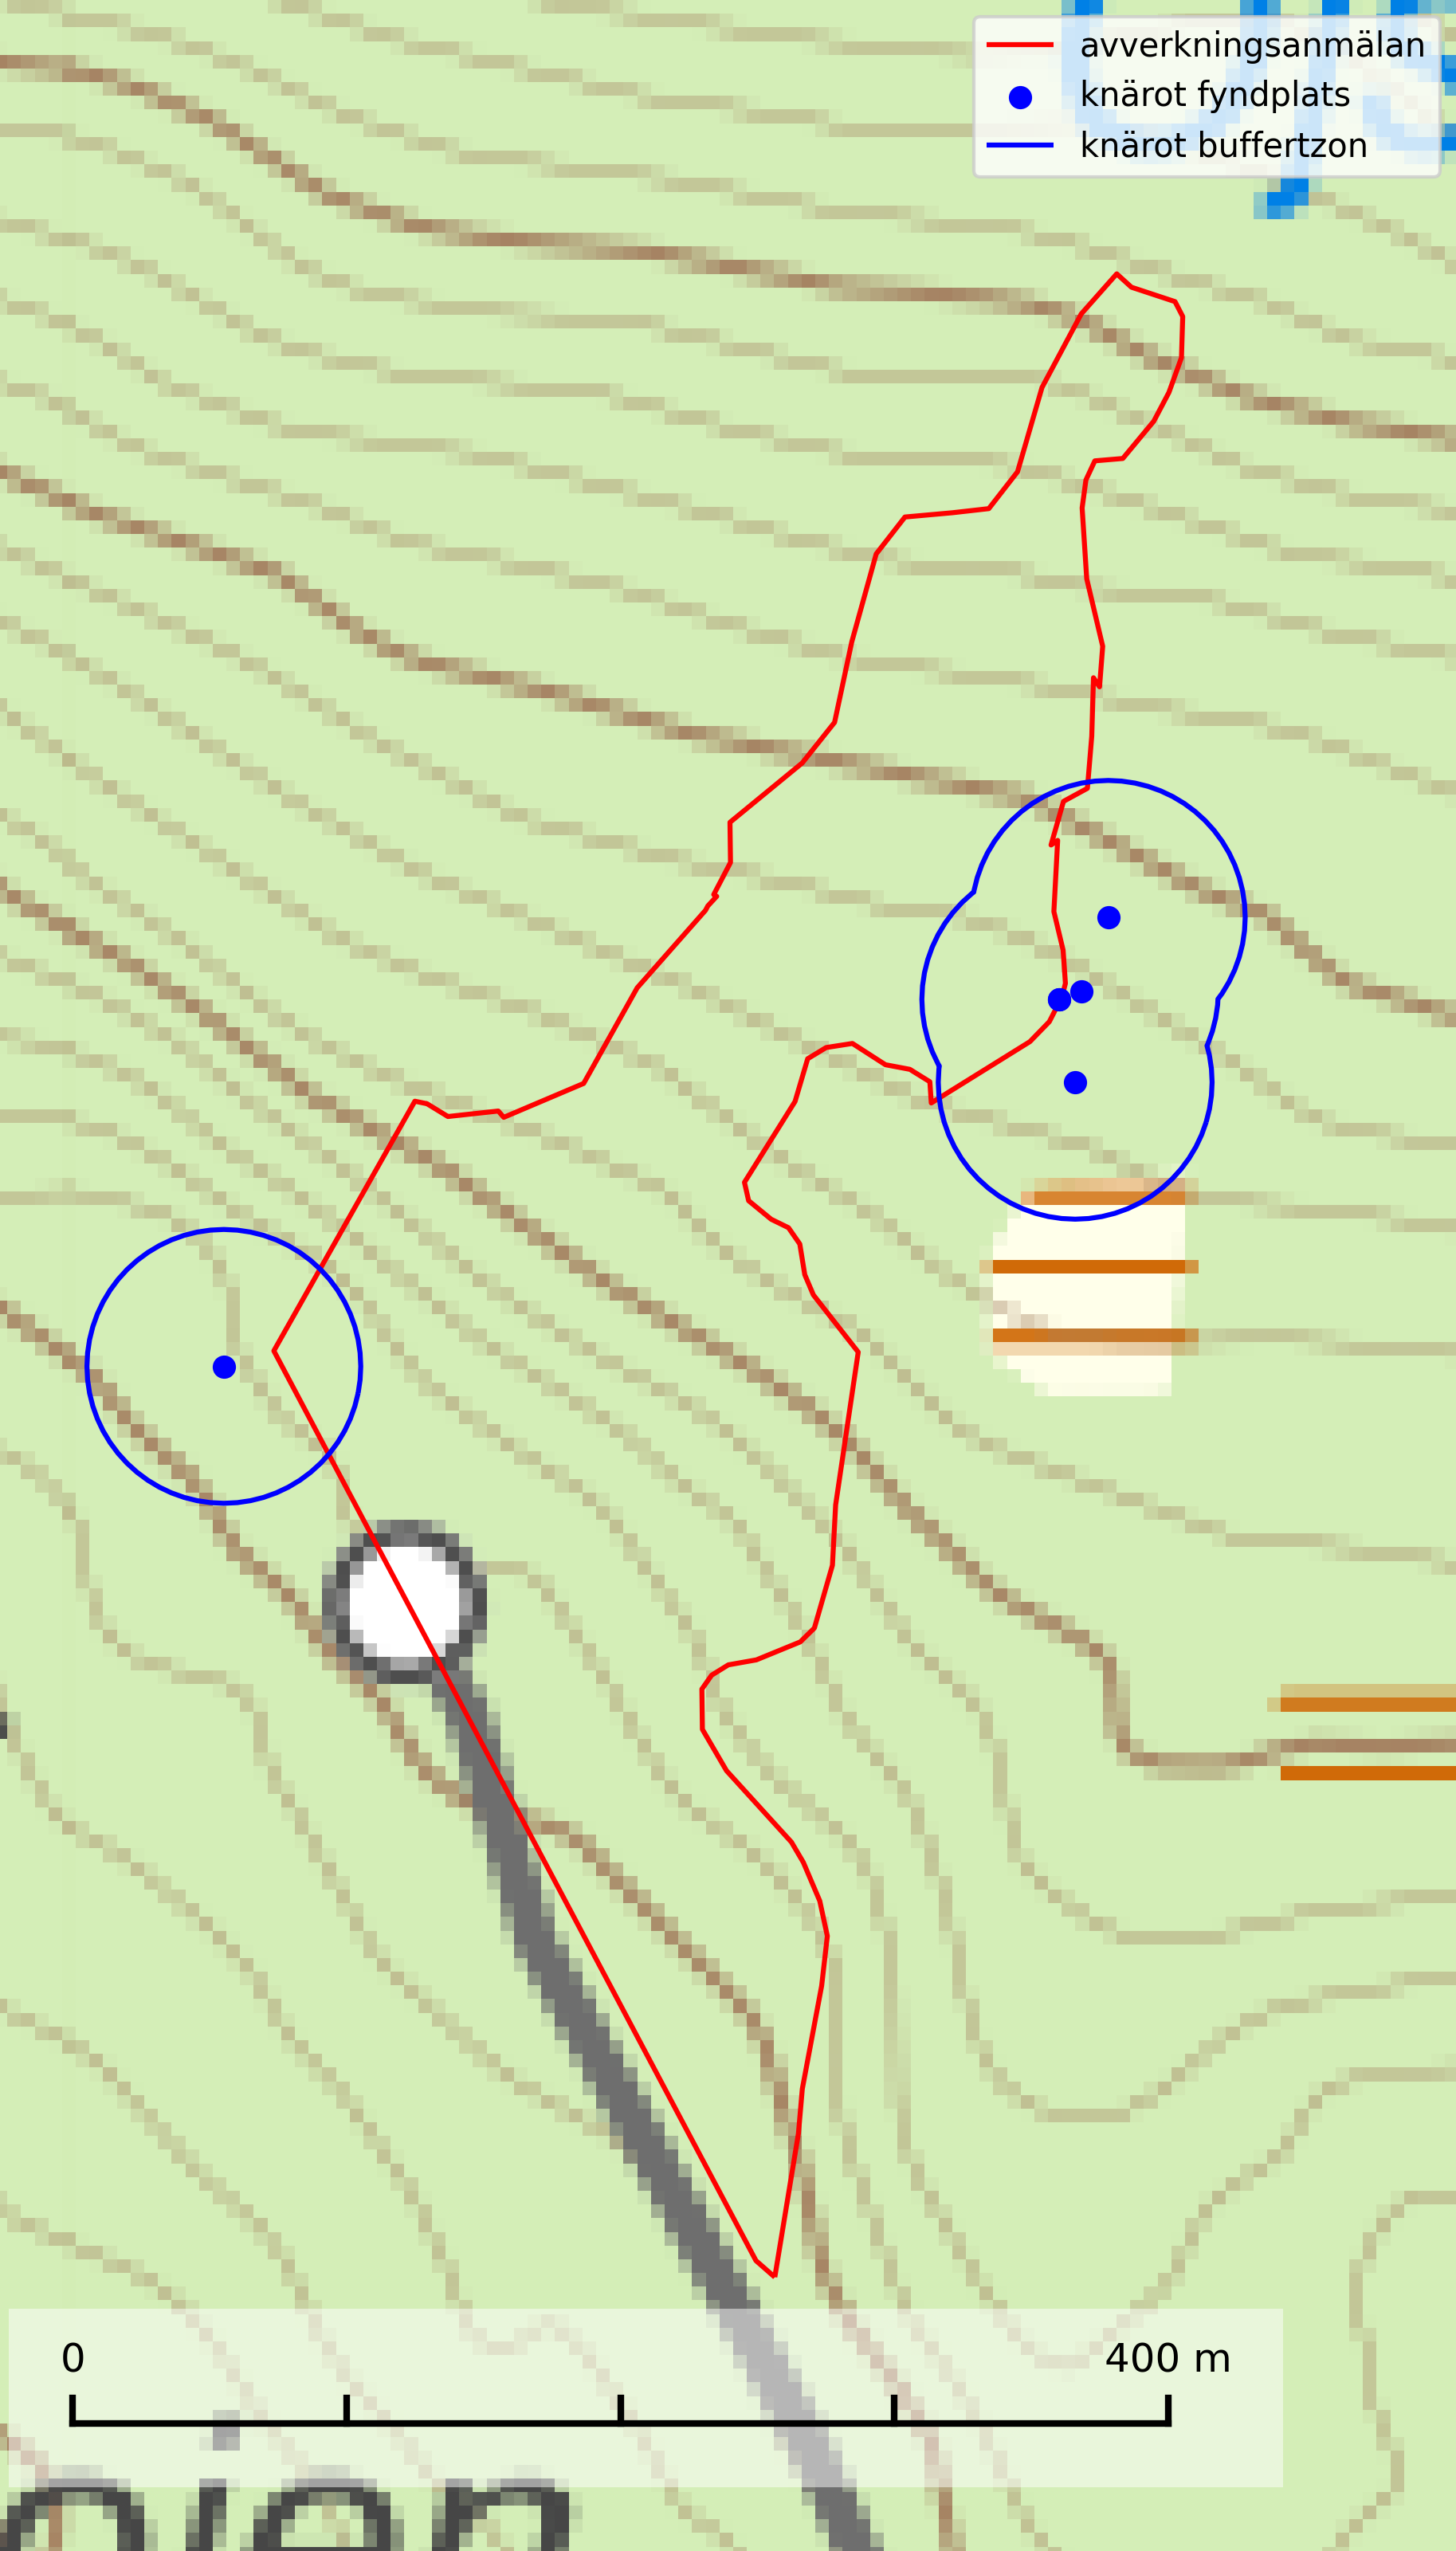 avverkningsanmälan
knärot fyndplats
knärot buffertzon
0 400 m